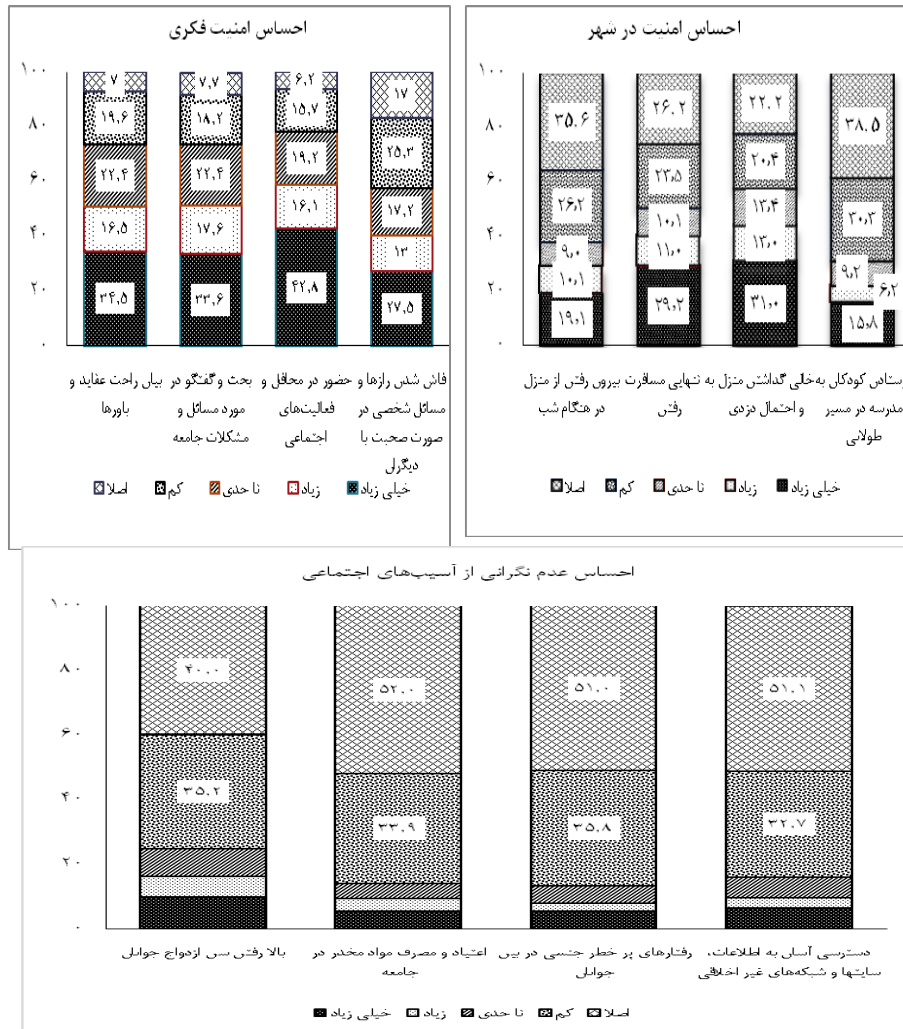 احساس امنیت در شهر
۱۰۰
۸۰
۶۰
۴۰
۲۰
۰
۳۵.۶
۲۶.۲
۲۲.۲
۳۸.۵
۲۶,۲
۲۳,۵
۲۰,۴
۳۰,۳
۹,۰
۱۰,۱
۱۳,۴
۹,۲
۶,۲
۱۰,۱
۱۱,۰
۱۳,۰
۱۹,۱
۲۹,۲
۳۱,۰
۱۵,۸
بیرون رفتن از منزل
در هنگام شب
به تنهایی مسافرت
رفتن
خالی گذاشتن منزل
و احتمال دزدی
ستادن کودکان به
مدرسه در مسیر
طولانی
اصلا
کم
تا حدی
زیاد
خیلی زیاد
احساس امنیت فکری
۱۰۰
۸۰
۶۰
۴۰
۲۰
۰
۷
۷,۷
۶,۲
۱۷
۱۹,۶
۱۸,۲
۱۵,۷
۲۵,۳
۲۲,۴
۲۲,۴
۱۹,۲
۱۷,۲
۱۶,۵
۱۷,۶
۱۶,۱
۱۳
۳۴,۵
۳۳,۶
۴۲,۸
۲۷,۵
بیان راحت عقاید و
باورها
بحث و گفتگو در
مورد مسائل و
مشکلات جامعه
حضور در محافل و
فعالیت‌های
اجتماعی
فاش شدن رازها و
مسائل شخصی در
صورت صحبت با
دیگران
اصلا
کم
تا حدی
زیاد
خیلی زیاد
احساس عدم نگرانی از آسیب‌های اجتماعی
۱۰۰
۸۰
۶۰
۴۰
۲۰
۰
۴۰.۰
۵۲.۰
۵۱.۰
۵۱.۱
۳۵.۲
۳۳.۹
۳۵.۸
۳۲.۷
بالا رفتن سن ازدواج جوانان
اعتیاد و مصرف مواد مخدر در
جامعه
رفتارهای پر خطر جنسی در بین
جوانان
دسترسی آسان به اطلاعات،
سایتها و شبکه‌های غیر اخلاقی
خیلی زیاد
زیاد
تا حدی
کم
اصلا